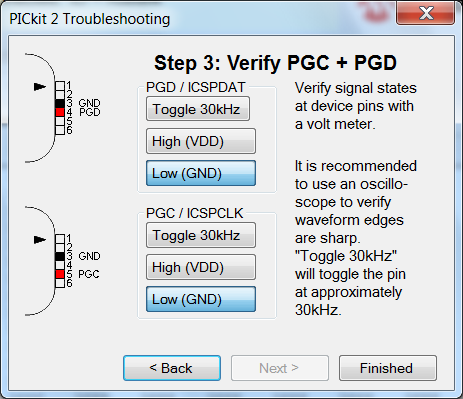 PICkit 2 Troubleshooting
Step 3: Verify PGC + PGD
1
2
3 GND
4 PGD
5
6
PGD / ICSPDAT
Toggle 30kHz
High (VDD)
Low (GND)
Verify signal states
at device pins with
a volt meter.
1
2
3 GND
4
5 PGC
6
PGC / ICSPCLK
Toggle 30kHz
High (VDD)
Low (GND)
It is recommended
to use an oscillo-
scope to verify
waveform edges
are sharp.
"Toggle 30kHz"
will toggle the pin
at approximately
30kHz.
< Back
Next >
Finished